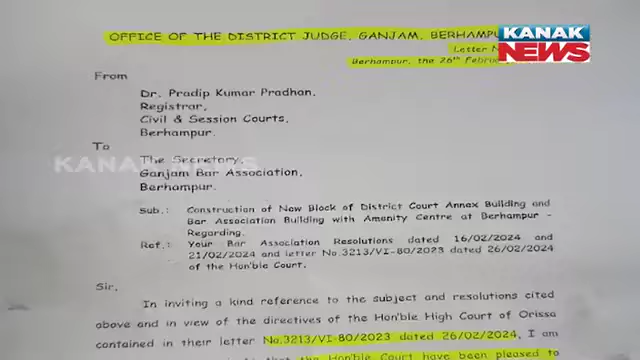 OFFICE OF THE DISTRICT JUDGE, GANJAM,
KANAK
NEWS
Letter
Berhampur, the 26th
From
Dr. Pradip Kumar Pradhan,
Registrar,
Civil & Session Courts,
Berhampur.
To
KANAK NEWS
The Secretary,
Ganjam Bar Association,
Berhampur.
Sub.: Construction of New Block of District Court Annex Building and
Bar Association Building with Amenity Centre at Berhampur -
Regarding.
Ref.: Your Bar Association Resolutions dated 16/02/2024 and
21/02/2024 and letter No.3213/VI-80/2023 dated 26/02/2024
of the Hon'ble Court.
Sir,
In inviting a kind reference to the subject and resolutions cited
above and in view of the directives of the Hon'ble High Court of Orissa
contained in their letter No.3213/VI-80/2023 dated 26/02/2024, I am
that the Hon'ble Court have been pleased to